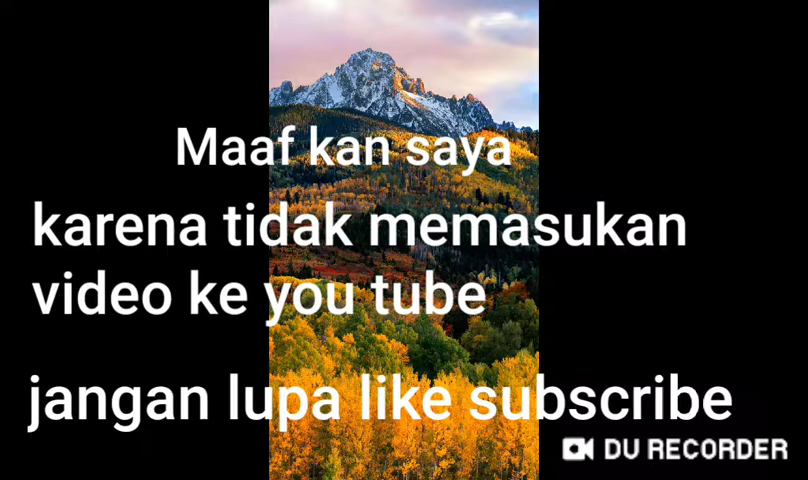 Maaf kan saya
karena tidak memasukan
video ke you tube
jangan lupa like subscribe
DU RECORDER